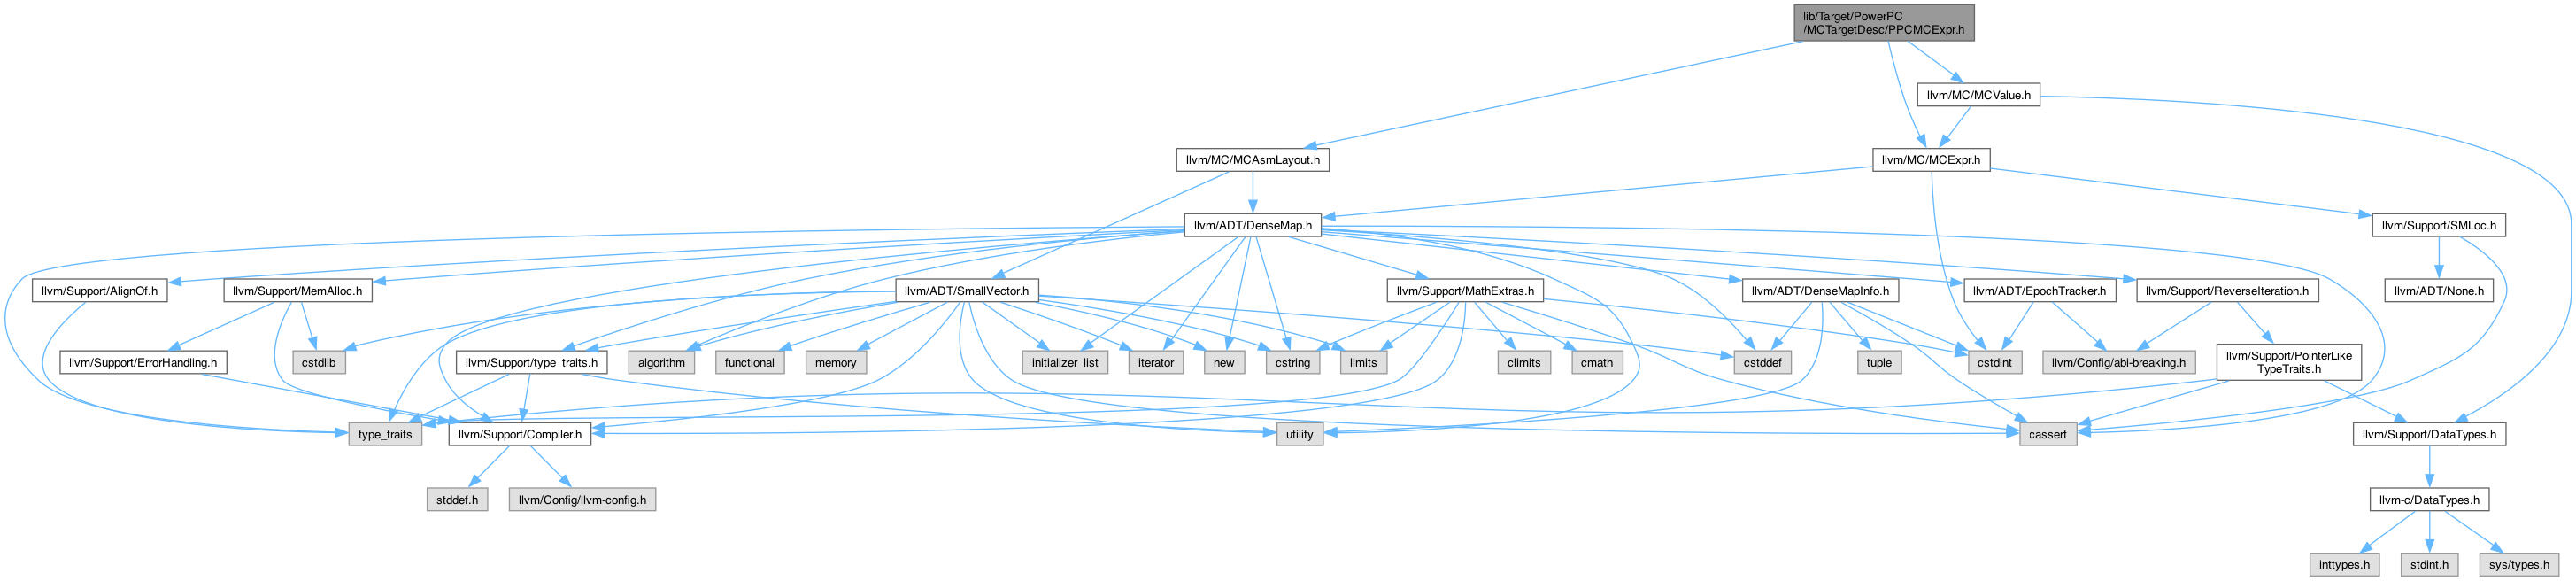 lib/Target/PowerPC
/MCTargetDesc/PPCMCExpr.h
llvm/MC/MCValue.h
llvm/MC/MCAsmLayout.h
llvm/MC/MCExpr.h
llvm/ADT/DenseMap.h
llvm/Support/SMLoc.h
llvm/Support/AlignOf.h
llvm/Support/MemAlloc.h
llvm/ADT/SmallVector.h
llvm/Support/MathExtras.h
llvm/ADT/DenseMapInfo.h
llvm/ADT/EpochTracker.h
llvm/Support/ReverseIteration.h
llvm/ADT/None.h
llvm/Support/ErrorHandling.h
cstdlib
llvm/Support/type_traits.h
algorithm
functional
memory
initializer_list
iterator
new
cstring
limits
climits
cmath
cstddef
tuple
cstdint
llvm/Config/abi-breaking.h
llvm/Support/PointerLike
TypeTraits.h
type_traits
llvm/Support/Compiler.h
utility
cassert
llvm/Support/DataTypes.h
stddef.h
llvm/Config/llvm-config.h
llvm-c/DataTypes.h
inttypes.h
stdint.h
sys/types.h